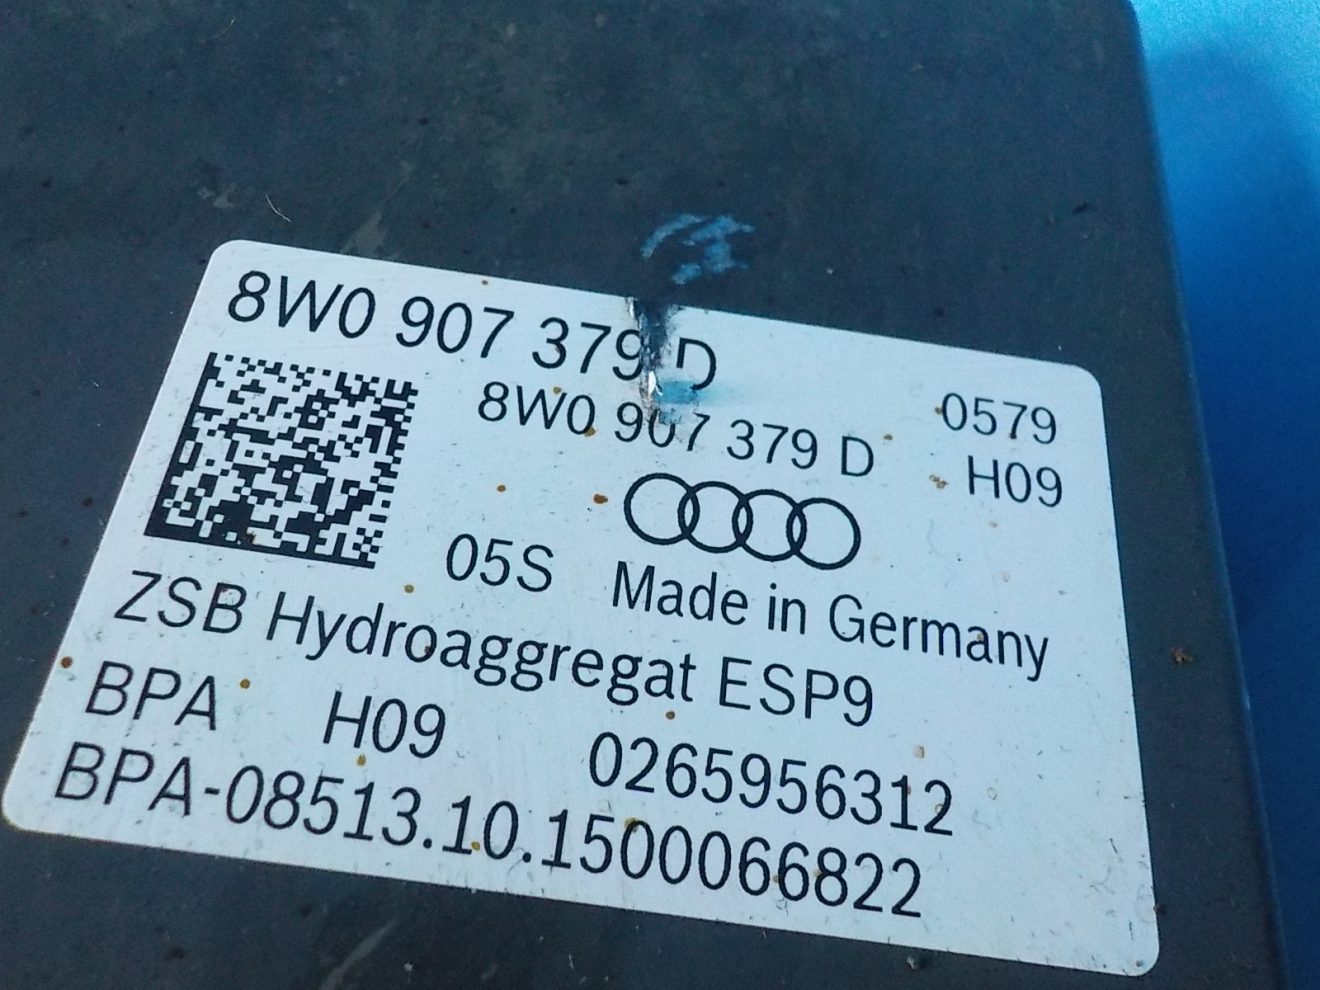 8W0 907 379 D
8W0 907 379 D 0579
H09
05S Made in Germany
ZSB Hydroaggregat ESP9
BPA H09 0265956312
BPA-08513.10.1500066822